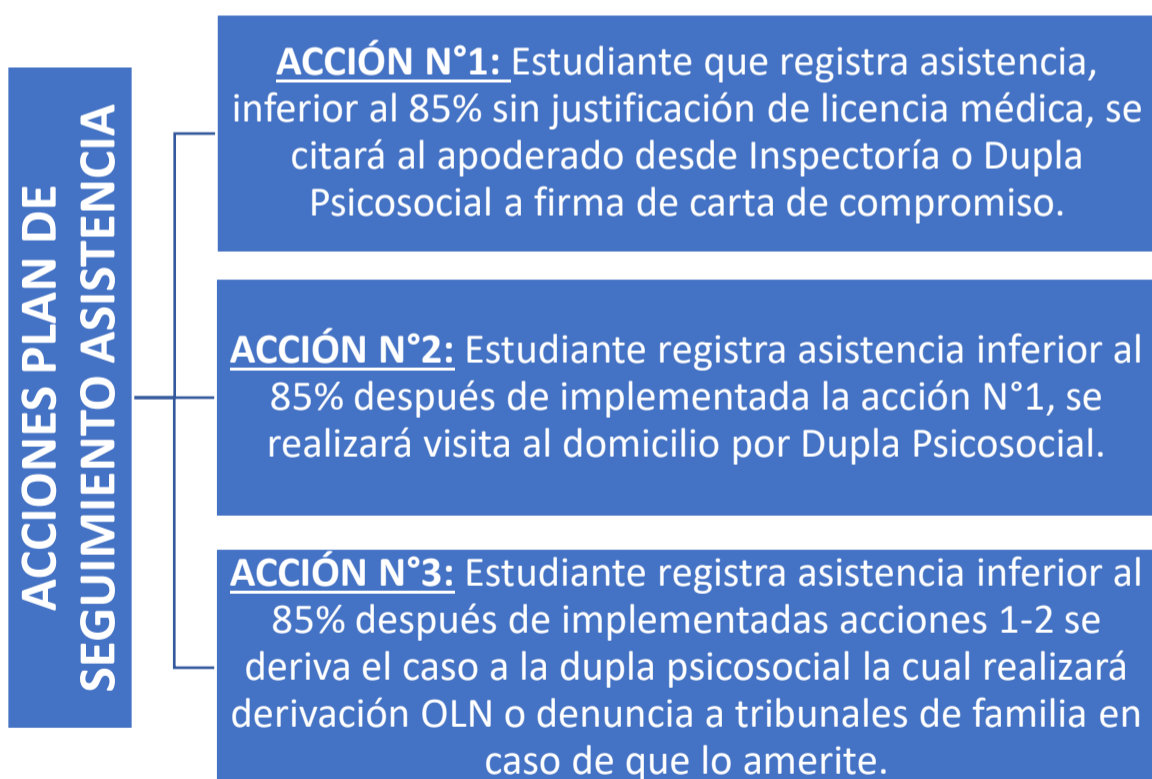 ACCIONES PLAN DE
SEGUIMIENTO ASISTENCIA
ACCIÓN N°1: Estudiante que registra asistencia,
inferior al 85% sin justificación de licencia médica, se
citará al apoderado desde Inspectoría o Dupla
Psicosocial a firma de carta de compromiso.
ACCIÓN N°2: Estudiante registra asistencia inferior al
85% después de implementada la acción N°1, se
realizará visita al domicilio por Dupla Psicosocial.
ACCIÓN N°3: Estudiante registra asistencia inferior al
85% después de implementadas acciones 1-2 se
deriva el caso a la dupla psicosocial la cual realizará
derivación OLN o denuncia a tribunales de familia en
caso de que lo amerite.